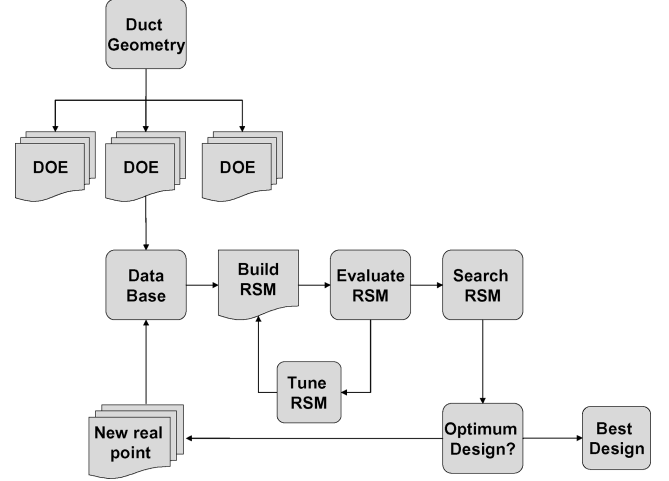 Duct
Geometry
DOE
DOE
DOE
Data
Base
Build
RSM
Evaluate
RSM
Search
RSM
Tune
RSM
New real
point
Optimum
Design?
Best
Design